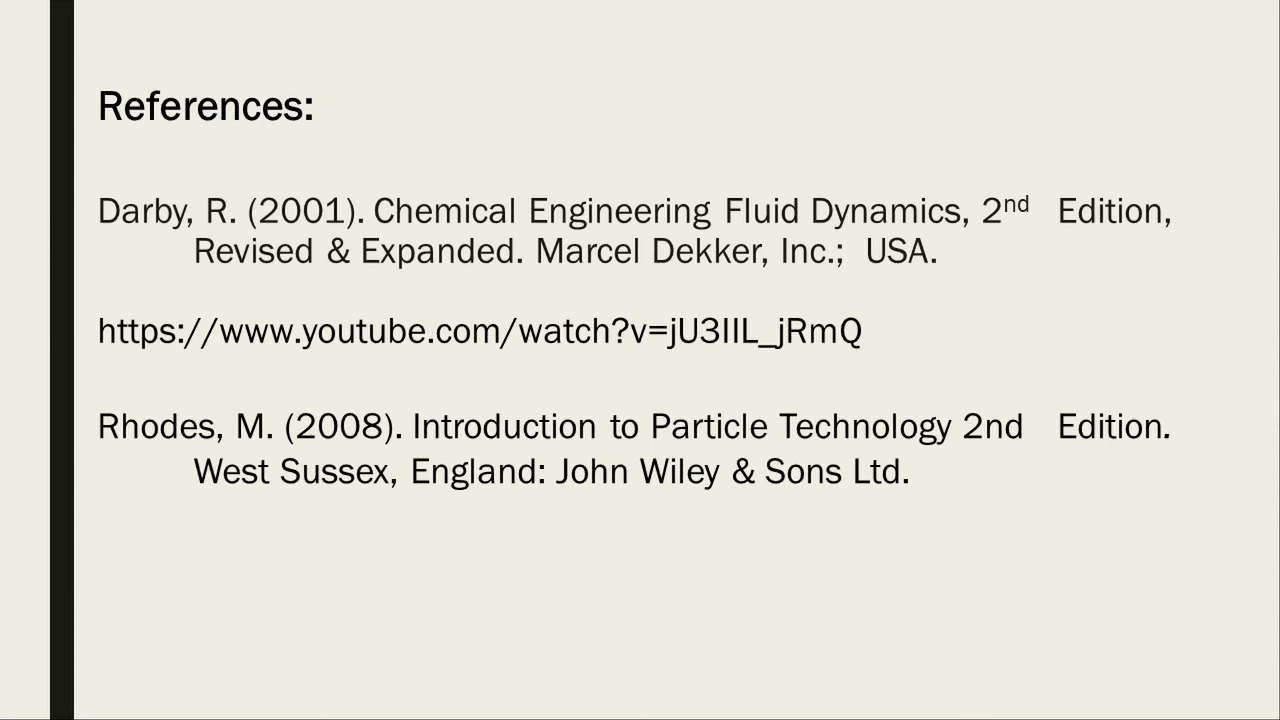 References:
Darby, R. (2001). Chemical Engineering Fluid Dynamics, 2nd Edition,
Revised & Expanded. Marcel Dekker, Inc.; USA.
https://www.youtube.com/watch?v=jU3IIL_jRmQ
Rhodes, M. (2008). Introduction to Particle Technology 2nd Edition.
West Sussex, England: John Wiley & Sons Ltd.